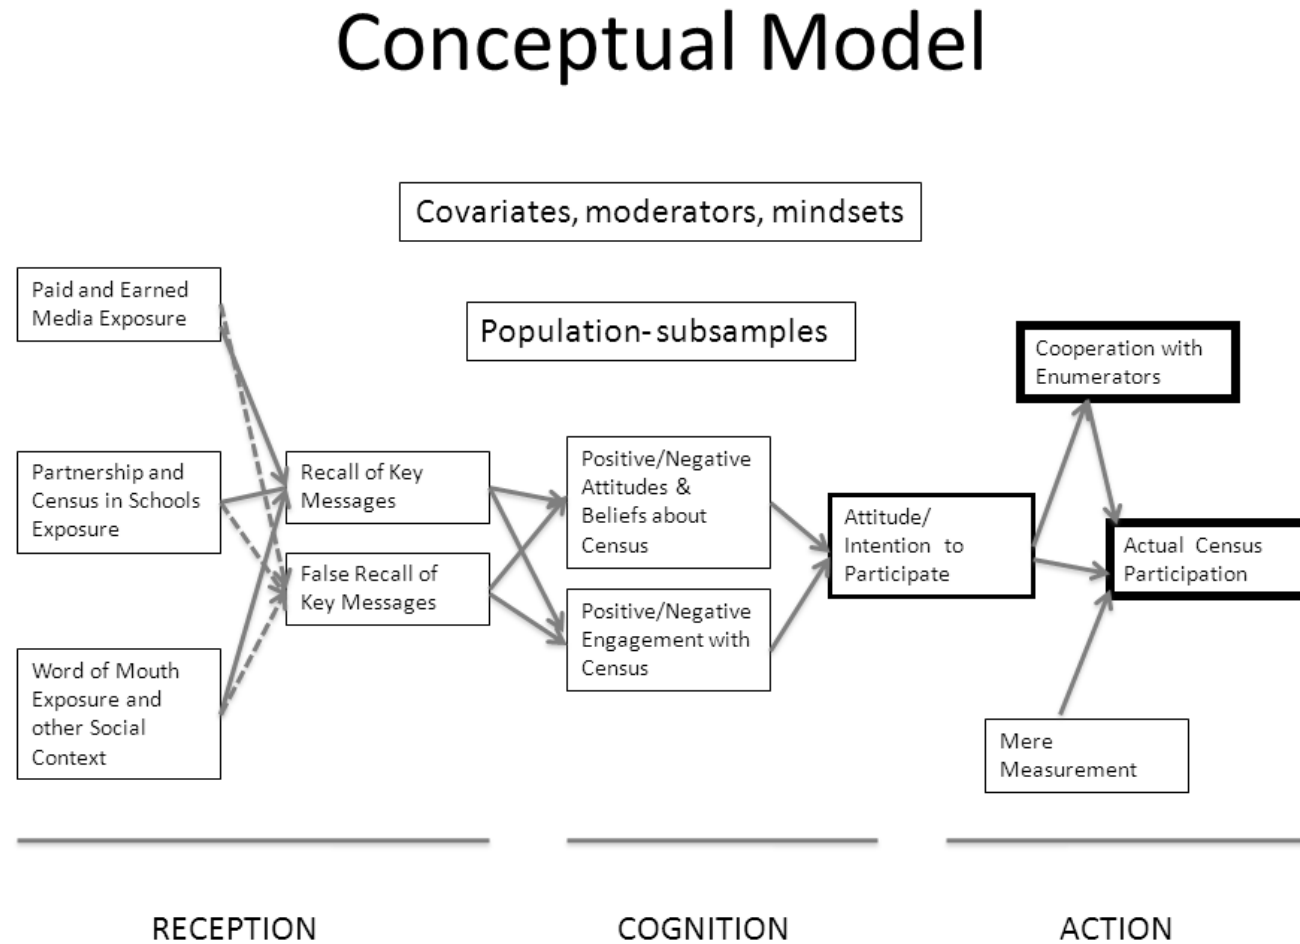 Conceptual Model
Covariates, moderators, mindsets
Paid and Earned
Media Exposure
Population-subsamples
Cooperation with
Enumerators
Partnership and
Census in Schools
Exposure
Recall of Key
Messages
Positive/Negative
Attitudes &
Beliefs about
Census
Attitude/
Intention to
Participate
Actual Census
Participation
False Recall of
Key Messages
Positive/Negative
Engagement with
Census
Word of Mouth
Exposure and
other Social
Context
Mere
Measurement
RECEPTION
COGNITION
ACTION